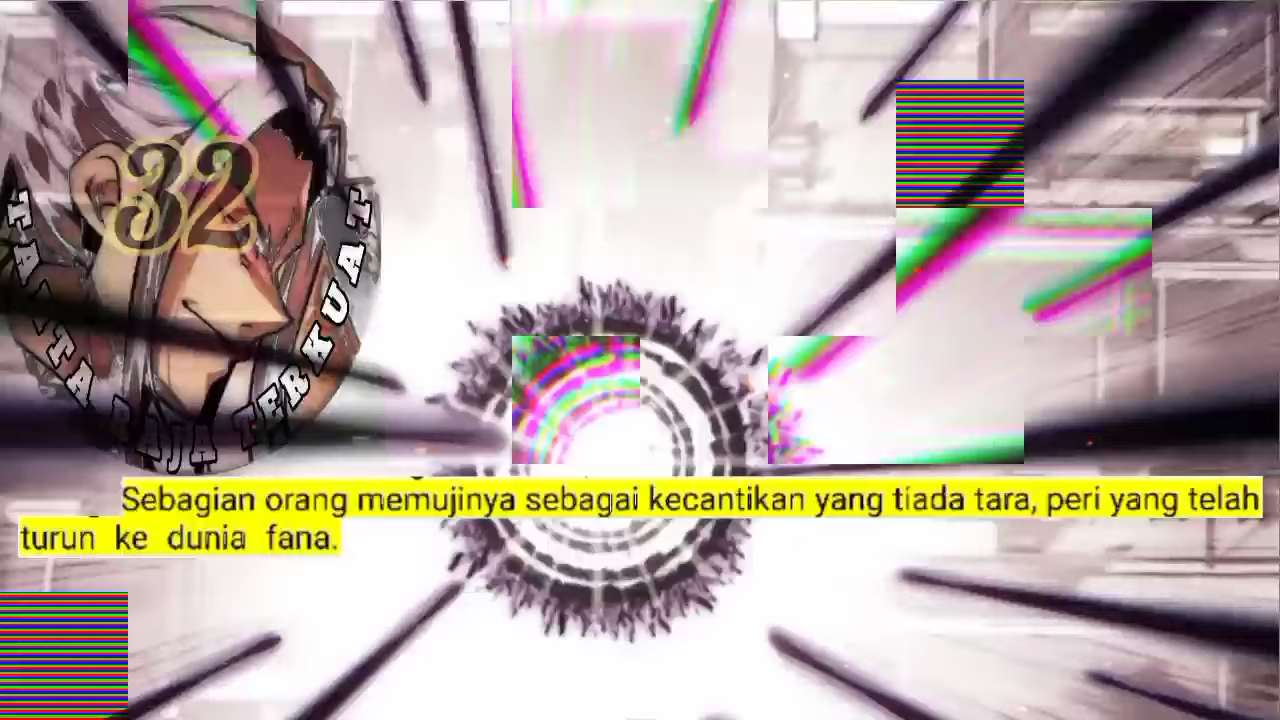 32
TAHTA RAJA TERKUAT
Sebagian orang memujinya sebagai kecantikan yang tiada tara, peri yang telah
turun ke dunia fana.